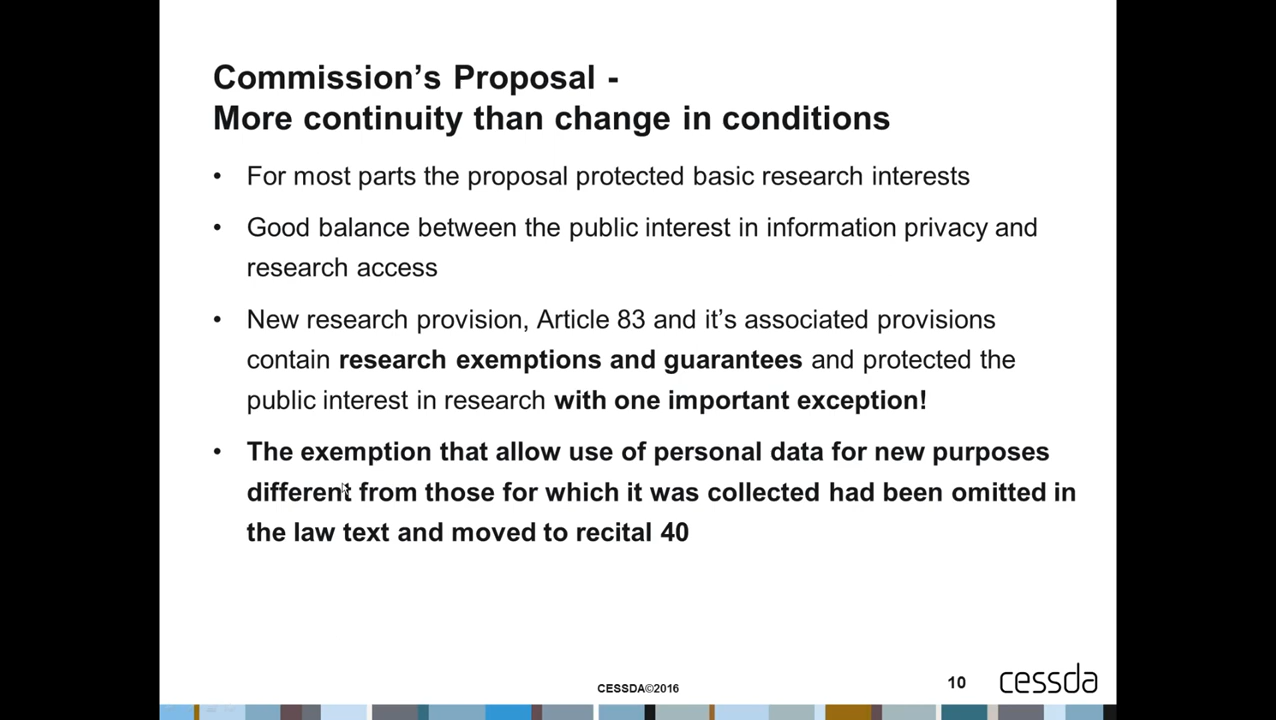 Commission’s Proposal -
More continuity than change in conditions
• For most parts the proposal protected basic research interests
• Good balance between the public interest in information privacy and
research access
• New research provision, Article 83 and it’s associated provisions
contain research exemptions and guarantees and protected the
public interest in research with one important exception!
• The exemption that allow use of personal data for new purposes
different from those for which it was collected had been omitted in
the law text and moved to recital 40
CESSDA©2016
10
cessda